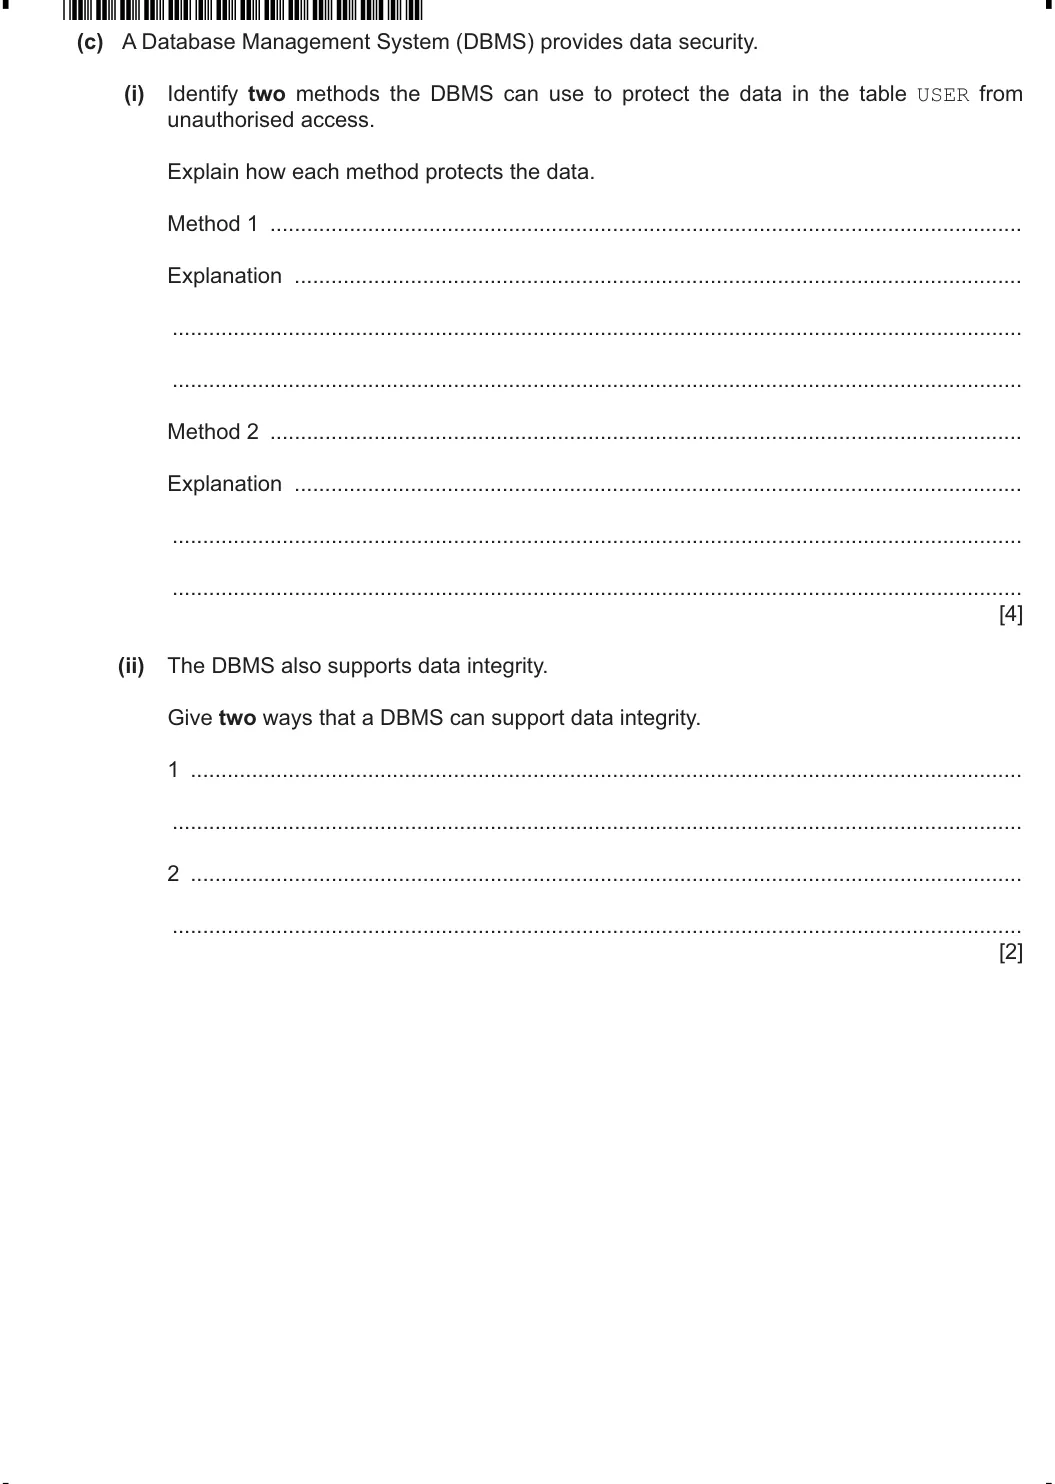 (c) A Database Management System (DBMS) provides data security.
(i) Identify two methods the DBMS can use to protect the data in the table USER from
unauthorised access.
Explain how each method protects the data.
Method 1 ..........................................................................................................................
Explanation ......................................................................................................................
...........................................................................................................................................
...........................................................................................................................................
Method 2 ..........................................................................................................................
Explanation ......................................................................................................................
...........................................................................................................................................
...........................................................................................................................................
[4]
(ii) The DBMS also supports data integrity.
Give two ways that a DBMS can support data integrity.
1 ........................................................................................................................................
...........................................................................................................................................
2 ........................................................................................................................................
...........................................................................................................................................
[2]